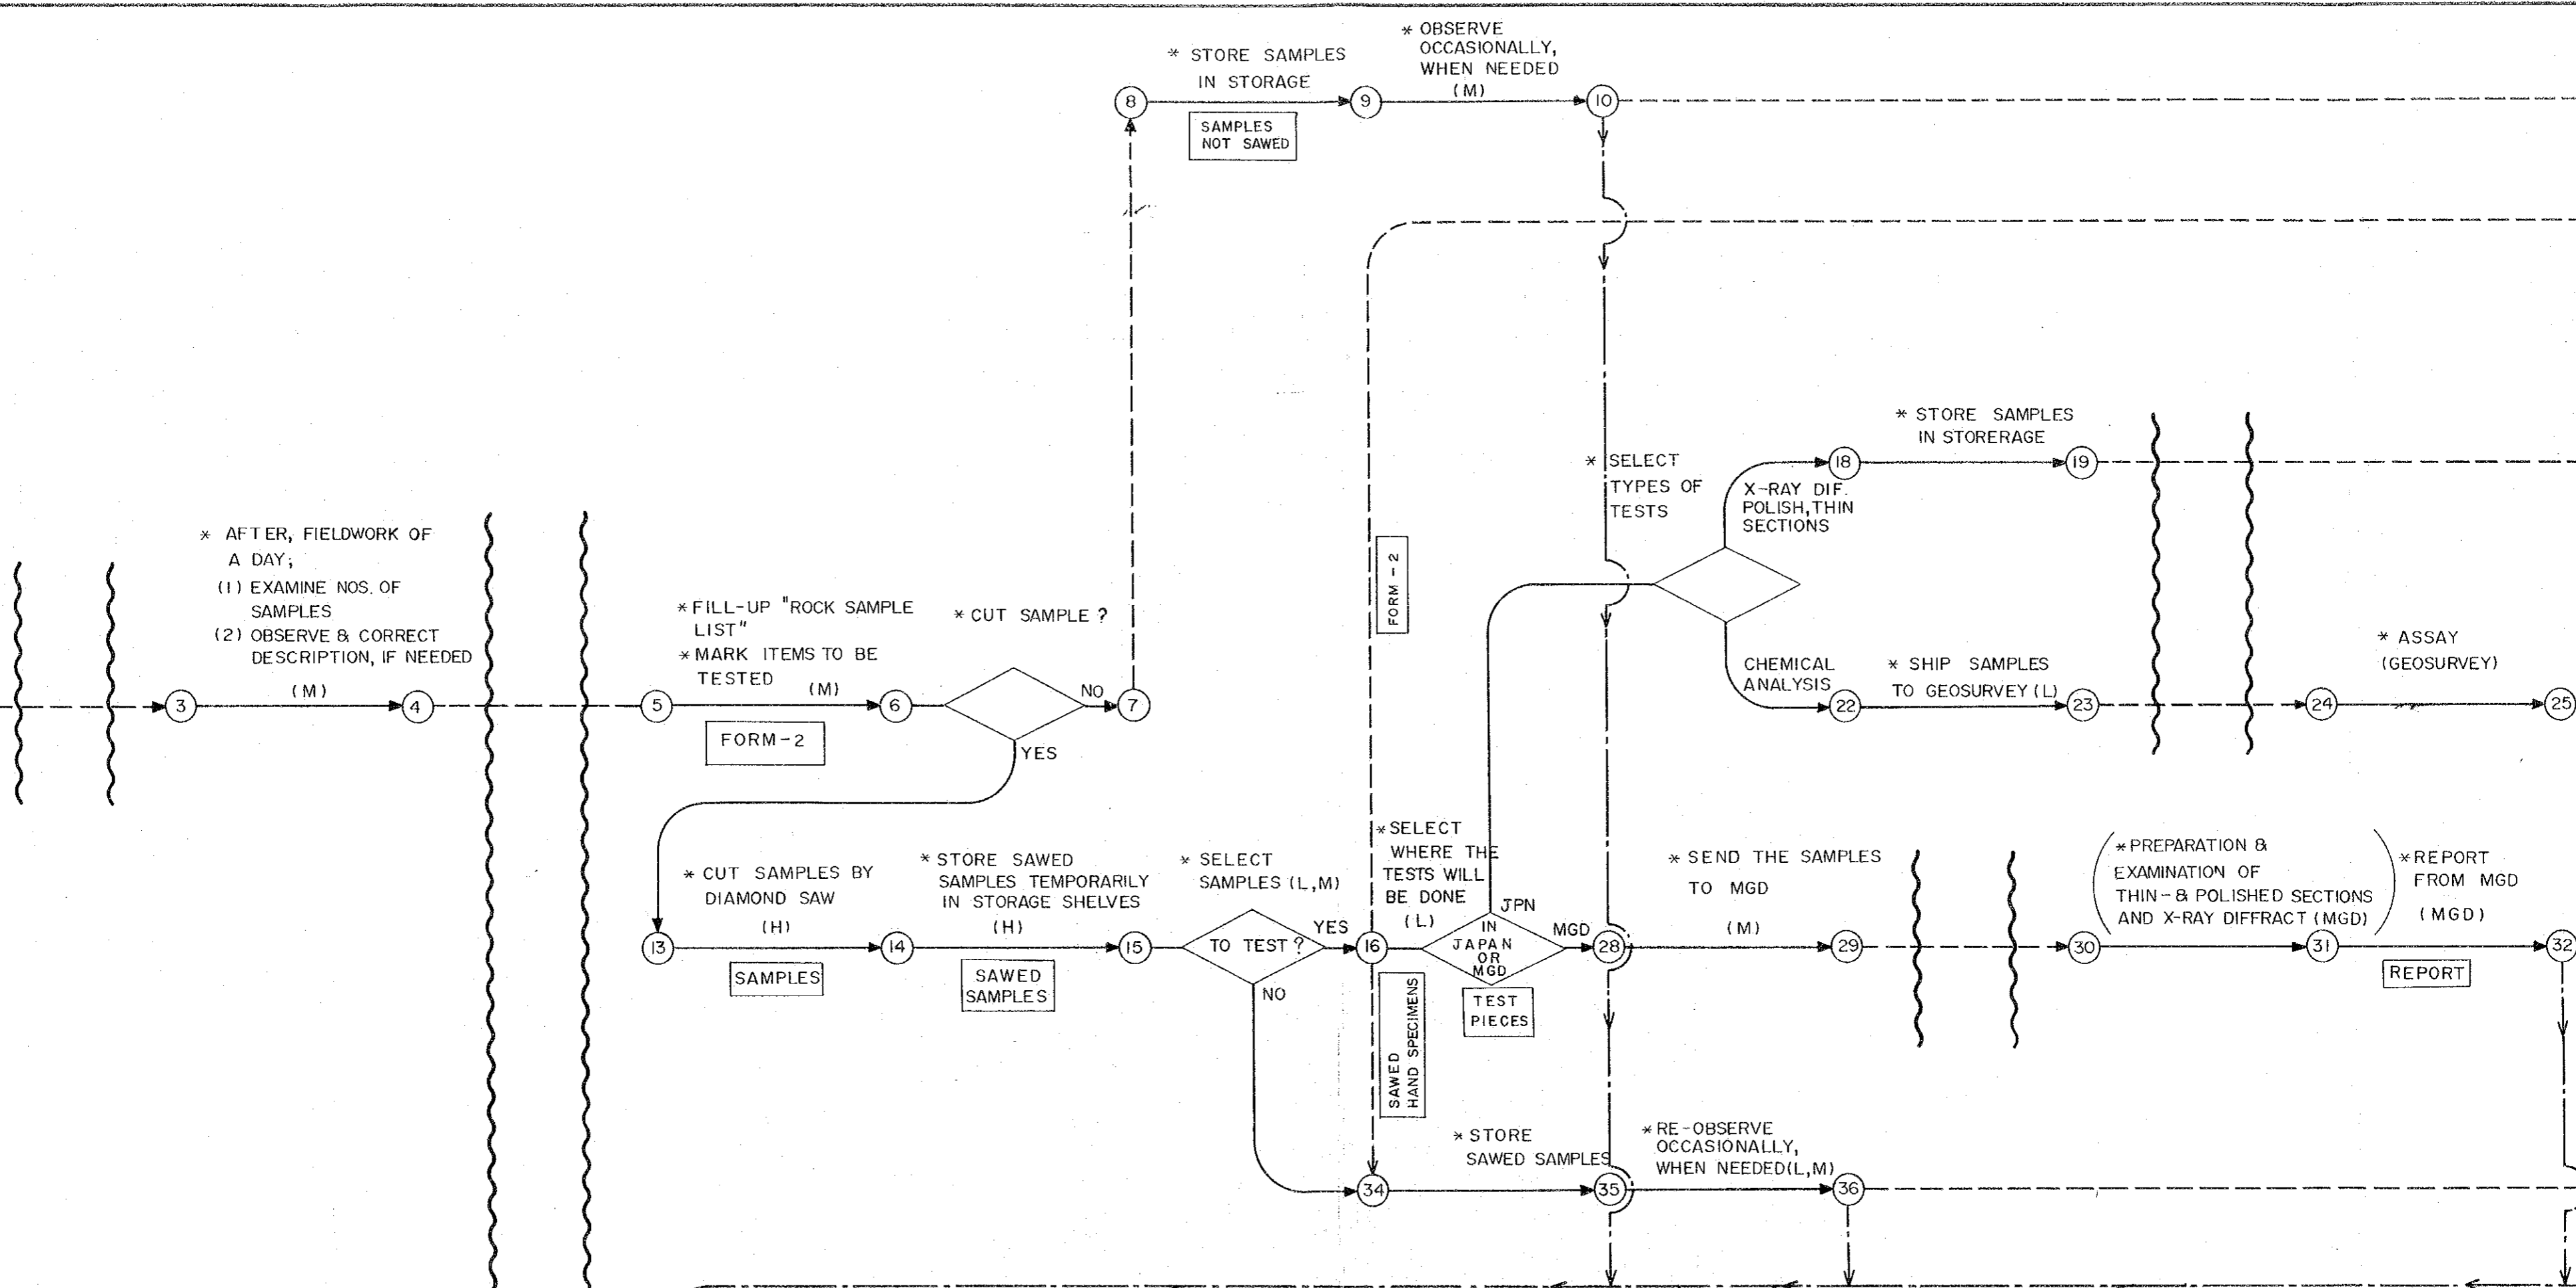 * OBSERVE
OCCASIONALLY,
WHEN NEEDED
(M)
* STORE SAMPLES
IN STORAGE
8
9
10
SAMPLES
NOT SAWED
* STORE SAMPLES
IN STORERAGE
18
19
* SELECT
TYPES OF
TESTS
X-RAY DIF.
POLISH, THIN
SECTIONS
FORM-2
* AFTER, FIELDWORK OF
A DAY;
(1) EXAMINE NOS. OF
SAMPLES
(2) OBSERVE & CORRECT
DESCRIPTION, IF NEEDED
(M)
3
4
* FILL-UP "ROCK SAMPLE
LIST"
* MARK ITEMS TO BE
TESTED (M)
5
6
FORM-2
* CUT SAMPLE ?
NO
7
YES
CHEMICAL
ANALYSIS
22
* SHIP SAMPLES
TO GEOSURVEY (L)
23
24
* ASSAY
(GEOSURVEY)
25
* CUT SAMPLES BY
DIAMOND SAW
(H)
13
14
SAMPLES
* STORE SAWED
SAMPLES TEMPORARILY
IN STORAGE SHELVES
(H)
15
SAWED
SAMPLES
* SELECT
SAMPLES (L,M)
TO TEST ?
YES
NO
16
* SELECT
WHERE THE
TESTS WILL
BE DONE
(L)
JPN
IN
JAPAN
OR
MGD
MGD
28
TEST
PIECES
SAWED
HAND SPECIMENS
* SEND THE SAMPLES
TO MGD
(M)
29
30
* PREPARATION &
EXAMINATION OF
THIN- & POLISHED SECTIONS
AND X-RAY DIFFRACT (MGD)
31
* REPORT
FROM MGD
(MGD)
32
REPORT
* STORE
SAWED SAMPLES
34
35
* RE-OBSERVE
OCCASIONALLY,
WHEN NEEDED(L,M)
36